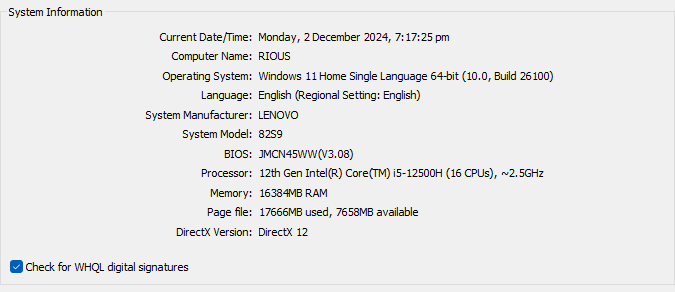 System Information
Current Date/Time: Monday, 2 December 2024, 7:17:25 pm
Computer Name: RIOUS
Operating System: Windows 11 Home Single Language 64-bit (10.0, Build 26100)
Language: English (Regional Setting: English)
System Manufacturer: LENOVO
System Model: 82S9
BIOS: JMCN45WW(V3.08)
Processor: 12th Gen Intel(R) Core(TM) i5-12500H (16 CPUs), ~2.5GHz
Memory: 16384MB RAM
Page file: 17666MB used, 7658MB available
DirectX Version: DirectX 12
Check for WHQL digital signatures